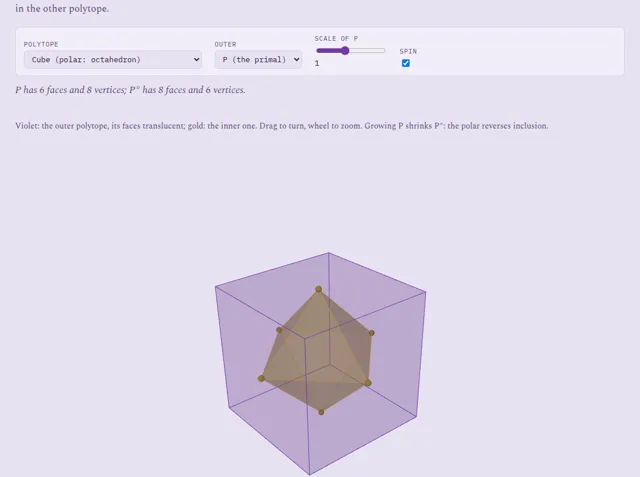 in the other polytope.
POLYTOPE
Cube (polar: octahedron)
OUTER
P (the primal)
SCALE OF P
1
SPIN
P has 6 faces and 8 vertices; P° has 8 faces and 6 vertices.
Violet: the outer polytope, its faces translucent; gold: the inner one. Drag to turn, wheel to zoom. Growing P shrinks P°: the polar reverses inclusion.